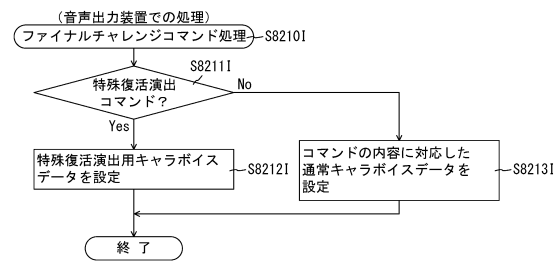 （音声出力装置での処理）
ファイナルチャレンジコマンド処理
S8210I
S8211I
特殊復活演出
コマンド？
No
Yes
特殊復活演出用キャラボイス
データを設定
S8212I
コマンドの内容に対応した
通常キャラボイスデータを
設定
S8213I
終 了